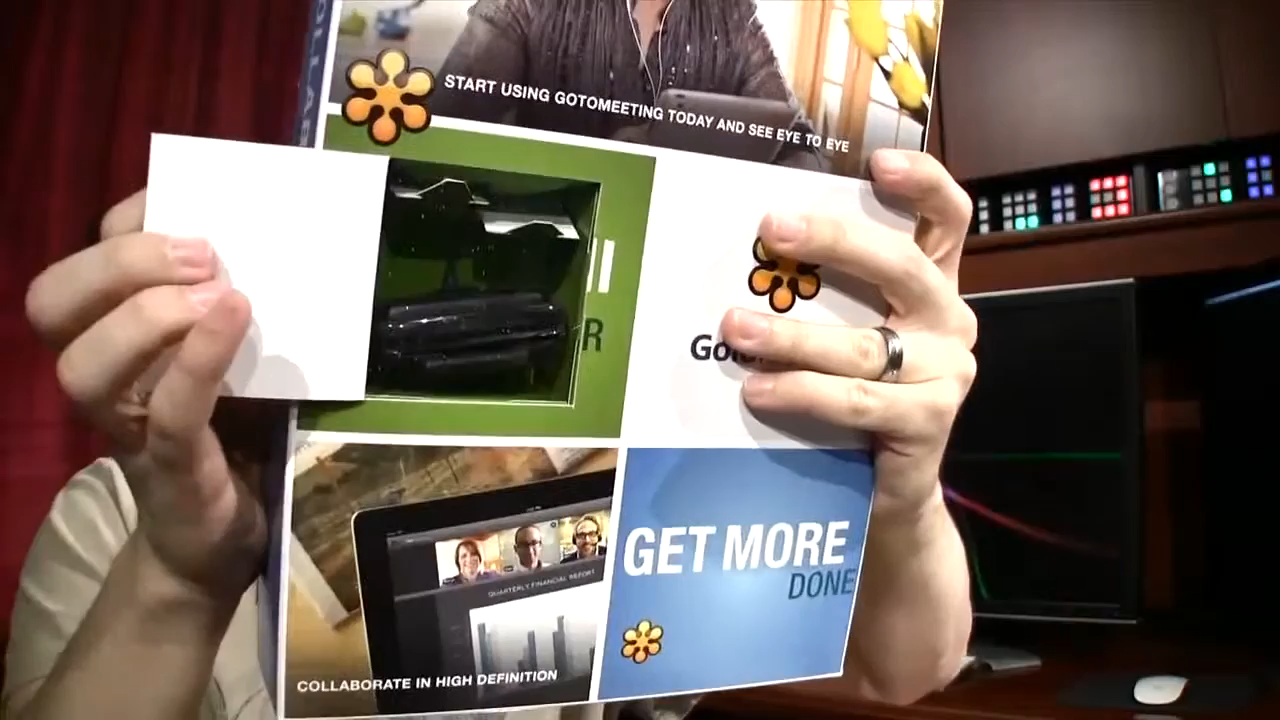 START USING GOTOMEETING TODAY AND SEE EYE TO EYE
R
GoTo
GET MORE
DONE
QUARTERLY FINANCIAL REPORT
COLLABORATE IN HIGH DEFINITION